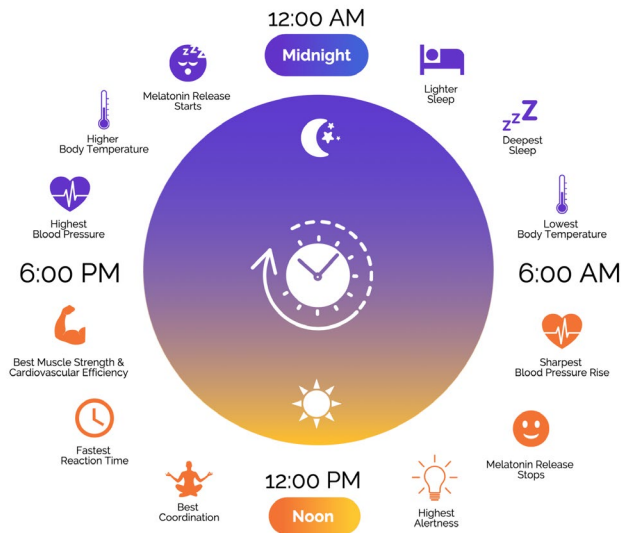 12:00 AM
Midnight
zzz
Melatonin Release
Starts
Lighter
Sleep
zzZ
Deepest
Sleep
Higher
Body Temperature
Lowest
Body Temperature
Highest
Blood Pressure
6:00 PM
6:00 AM
Best Muscle Strength &
Cardiovascular Efficiency
Sharpest
Blood Pressure Rise
Fastest
Reaction Time
Melatonin Release
Stops
Best
Coordination
Highest
Alertness
12:00 PM
Noon